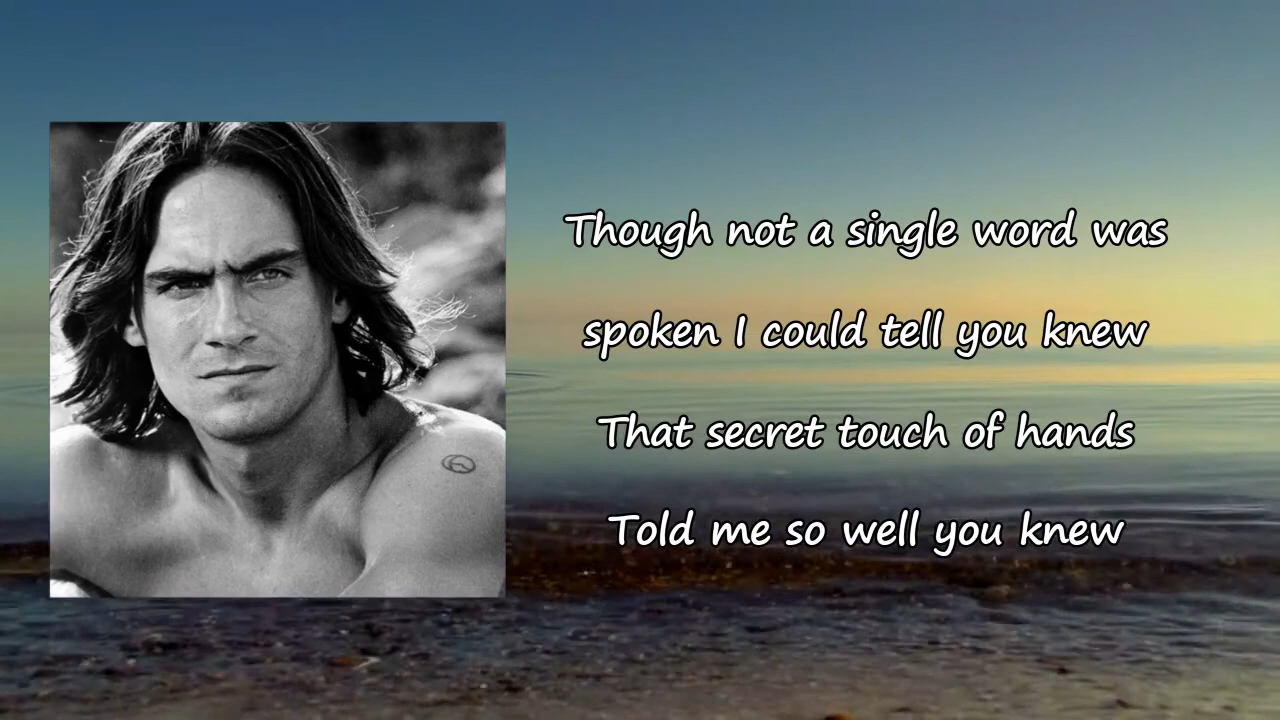 Though not a single word was
spoken I could tell you knew
That secret touch of hands
Told me so well you knew